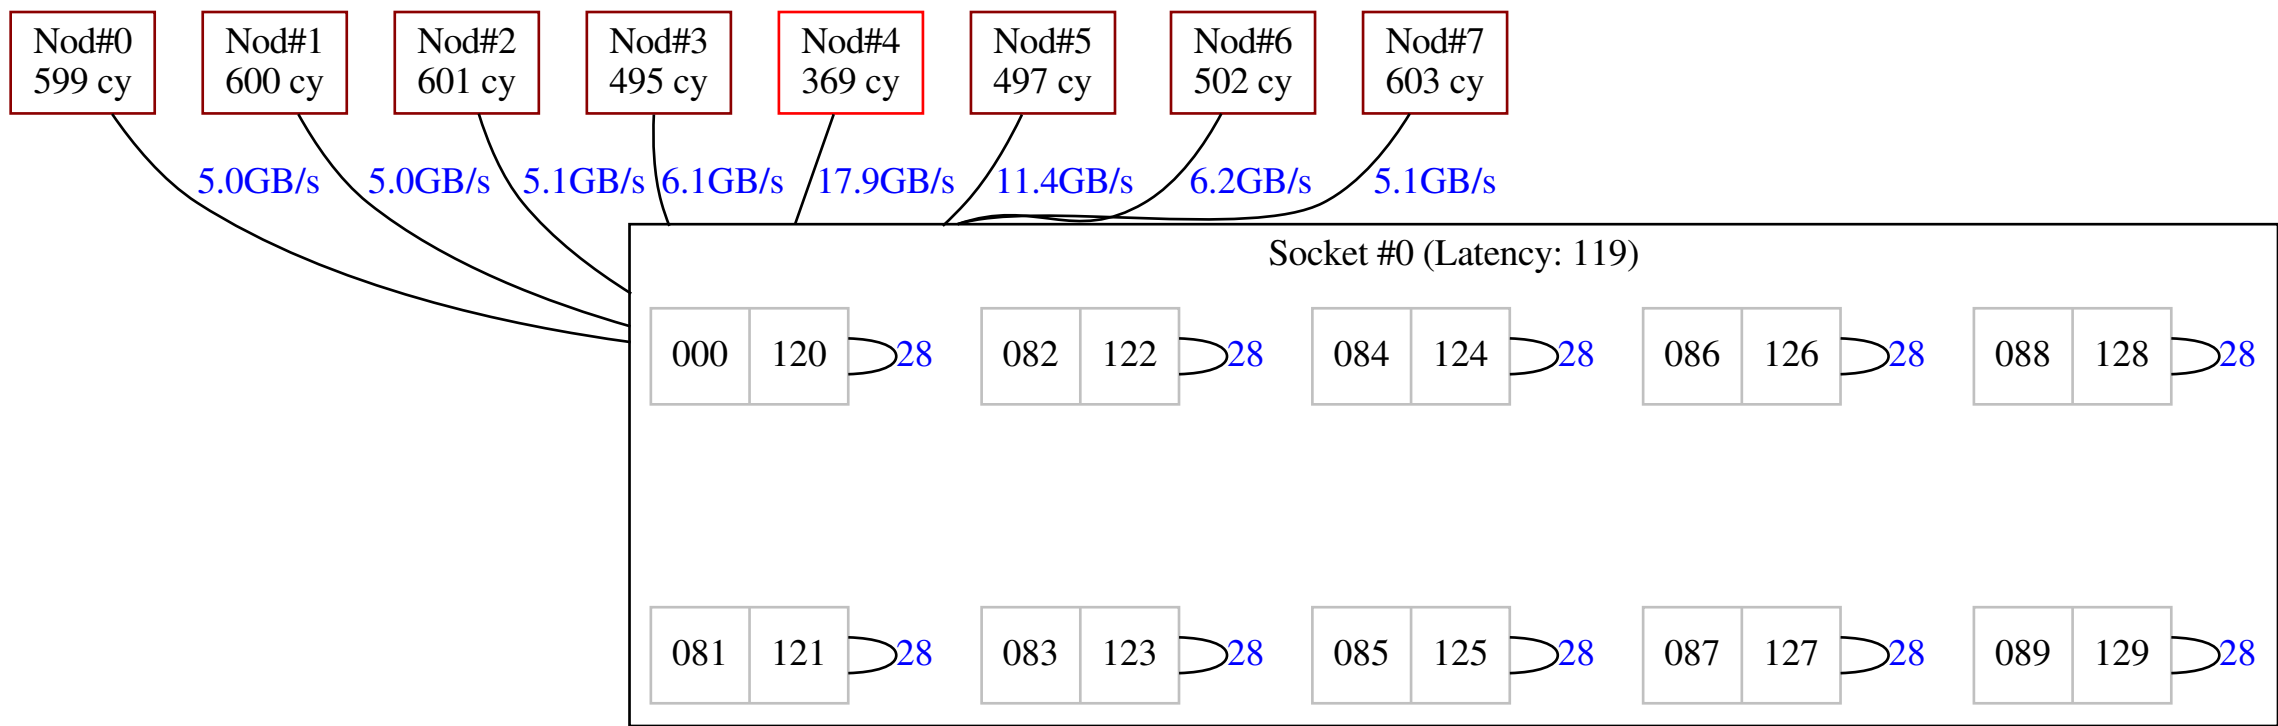 Nod#0
599 cy
Nod#1
600 cy
Nod#2
601 cy
Nod#3
495 cy
Nod#4
369 cy
Nod#5
497 cy
Nod#6
502 cy
Nod#7
603 cy
5.0GB/s
5.0GB/s
5.1GB/s
6.1GB/s
17.9GB/s
11.4GB/s
6.2GB/s
5.1GB/s
Socket #0 (Latency: 119)
000 120 28
082 122 28
084 124 28
086 126 28
088 128 28
081 121 28
083 123 28
085 125 28
087 127 28
089 129 28